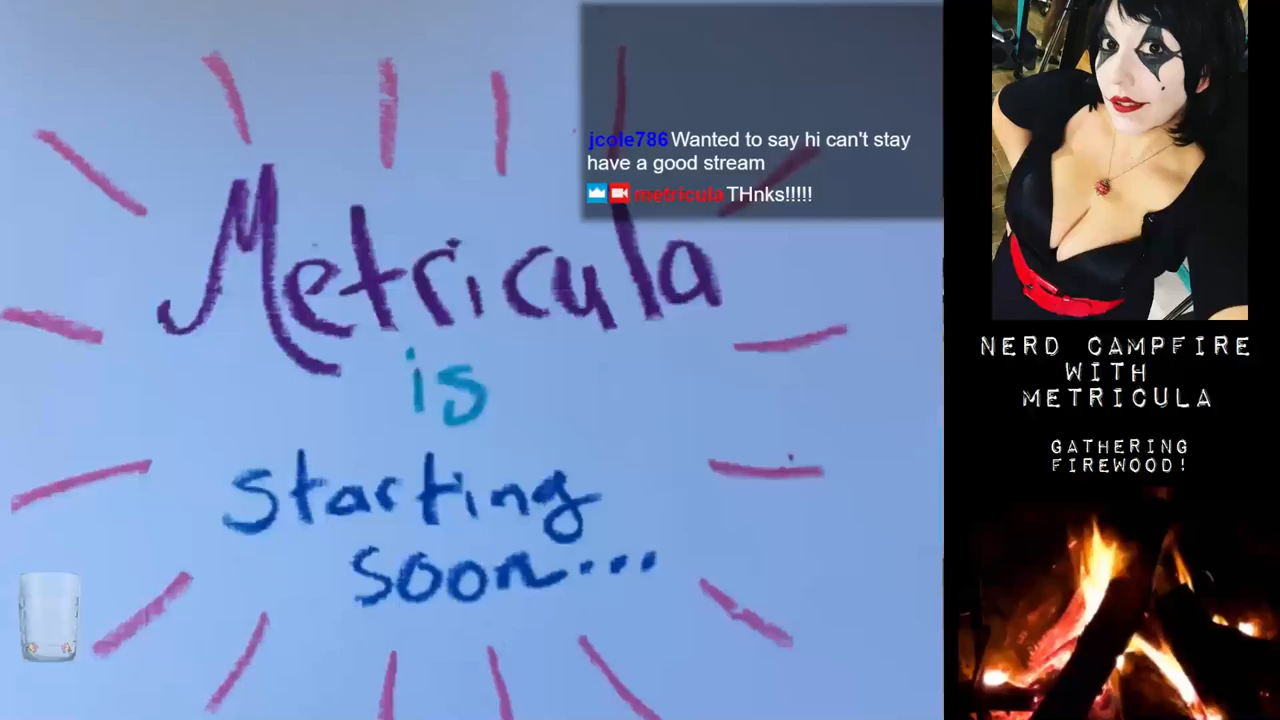 Metricula
is
starting
soon...
jcole786 Wanted to say hi can't stay
have a good stream
metricula THnks!!!!!
NERD CAMPFIRE
WITH
METRICULA
GATHERING
FIREWOOD!